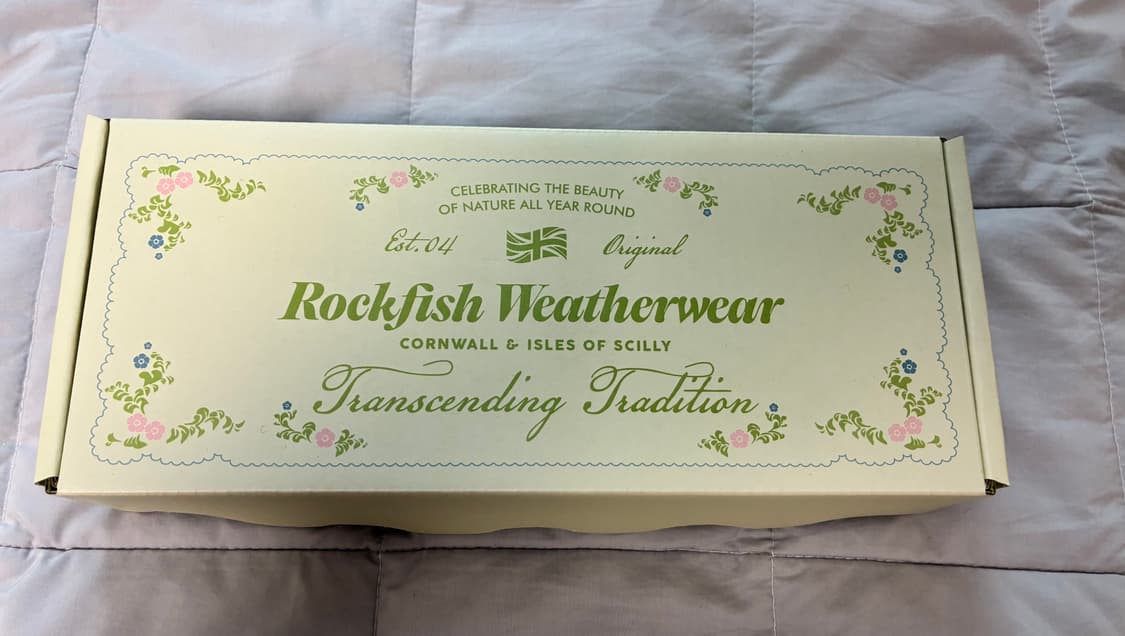 CELEBRATING THE BEAUTY
OF NATURE ALL YEAR ROUND
Est. 04 Original
Rockfish Weatherwear
CORNWALL & ISLES OF SCILLY
Transcending Tradition